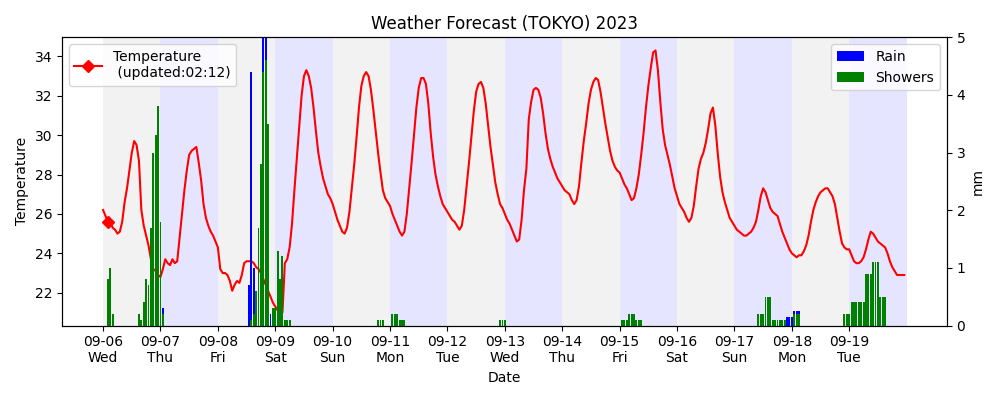 Weather Forecast (TOKYO) 2023
Temperature
(updated:02:12)
Rain
Showers
Temperature
34
32
30
28
26
24
22
5
4
3
2
1
0
mm
09-06 09-07 09-08 09-09 09-10 09-11 09-12 09-13 09-14 09-15 09-16 09-17 09-18 09-19
Wed Thu Fri Sat Sun Mon Tue Wed Thu Fri Sat Sun Mon Tue
Date